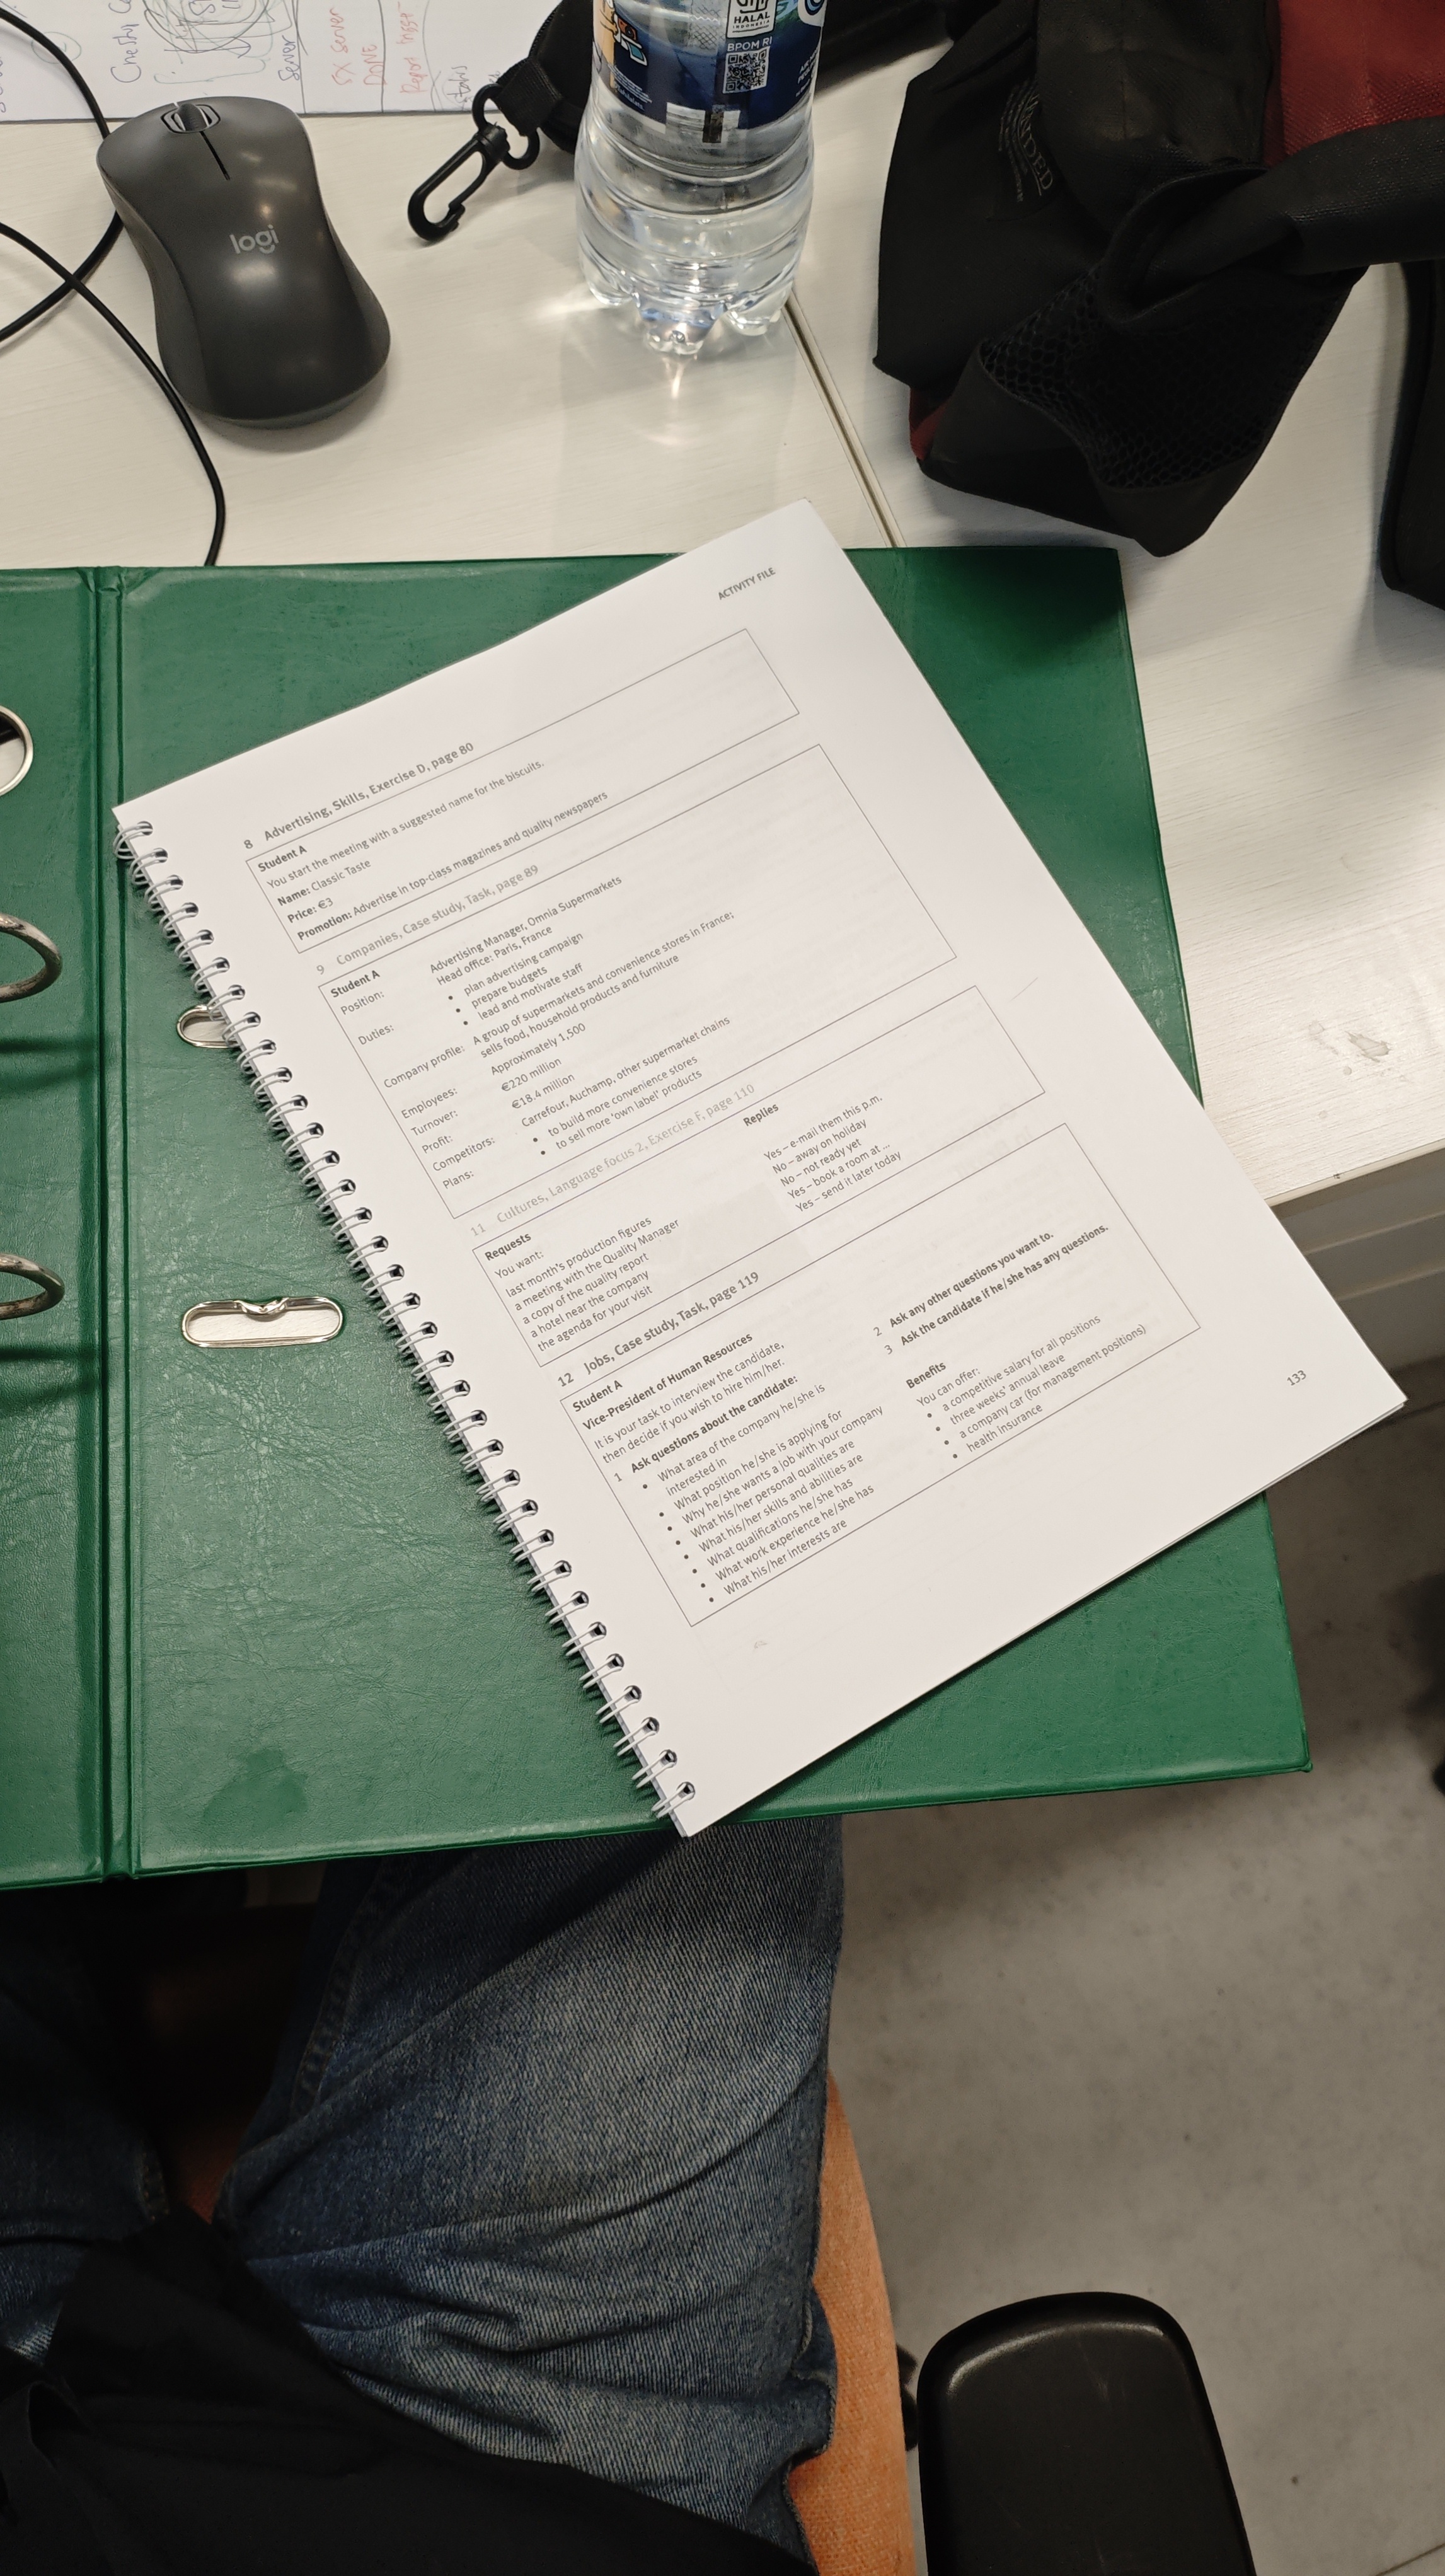 Server
SX Server
DONE
Report trigger
logi
HALAL
INDONESIA
BPOM RI
ACTIVITY FILE
8 Advertising, Skills, Exercise D, page 80
Student A
You start the meeting with a suggested name for the biscuits.
Name: Classic Taste
Price: €3
Promotion: Advertise in top-class magazines and quality newspapers
9 Companies, Case study, Task, page 89
Student A
Position: Advertising Manager, Omnia Supermarkets
Head office: Paris, France
Duties: • plan advertising campaign
• prepare budgets
• lead and motivate staff
Company profile: A group of supermarkets and convenience stores in France;
sells food, household products and furniture
Employees: Approximately 1,500
Turnover: €220 million
Profit: €18.4 million
Competitors: Carrefour, Auchamp, other supermarket chains
Plans: • to build more convenience stores
• to sell more 'own label' products
11 Cultures, Language focus 2, Exercise F, page 110
Requests
You want:
last month's production figures
a meeting with the Quality Manager
a copy of the quality report
a hotel near the company
the agenda for your visit
Replies
Yes – e-mail them this p.m.
No – away on holiday
No – not ready yet
Yes – book a room at ...
Yes – send it later today
12 Jobs, Case study, Task, page 119
Student A
Vice-President of Human Resources
It is your task to interview the candidate,
then decide if you wish to hire him/her.
1 Ask questions about the candidate:
• What area of the company he/she is
interested in
• What position he/she is applying for
• Why he/she wants a job with your company
• What his/her personal qualities are
• What his/her skills and abilities are
• What qualifications he/she has
• What work experience he/she has
• What his/her interests are
2 Ask any other questions you want to.
3 Ask the candidate if he/she has any questions.
Benefits
You can offer:
• a competitive salary for all positions
• three weeks' annual leave
• a company car (for management positions)
• health insurance
133